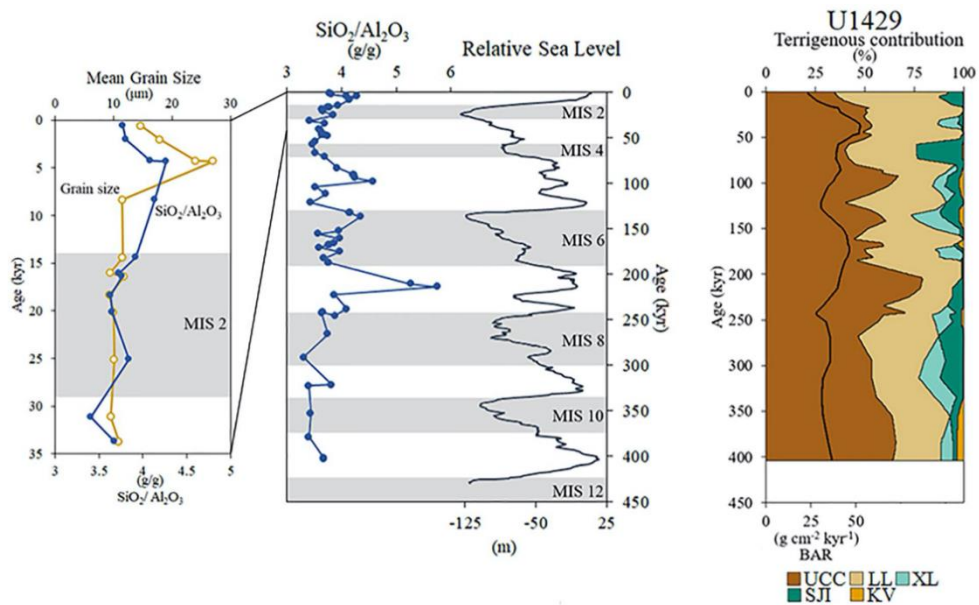 Mean Grain Size
(μm)
3 10 20 30
0
5
10
15
20
25
30
35
Age (kyr)
Grain size
SiO₂/Al₂O₃
MIS 2
3 3.5 4 4.5 5
(g/g)
SiO₂/ Al₂O₃
SiO₂/Al₂O₃
(g/g)
3 4 5 6
Relative Sea Level
MIS 2
MIS 4
MIS 6
MIS 8
MIS 10
MIS 12
0
50
100
150
200
250
300
350
400
450
Age (kyr)
-125 -50 25
(m)
U1429
Terrigenous contribution
(%)
0 25 50 75 100
0
50
100
150
200
250
300
350
400
450
Age (kyr)
0 50 100
(g cm⁻² kyr⁻¹)
BAR
UCC LL XL
SJI KV